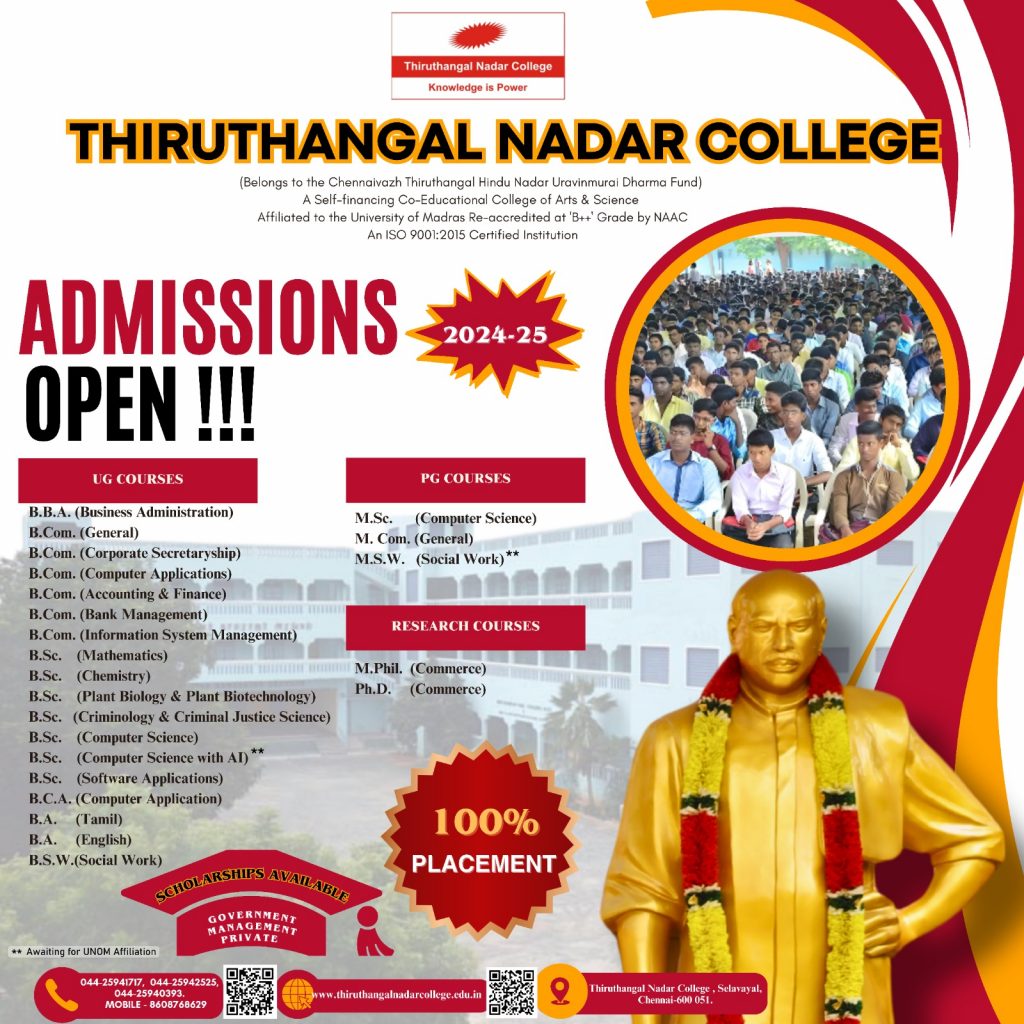 Thiruthangal Nadar College
Knowledge is Power
THIRUTHANGAL NADAR COLLEGE
(Belongs to the Chennaivazh Thiruthangal Hindu Nadar Uravinmurai Dharma Fund)
A Self-financing Co-Educational College of Arts & Science
Affiliated to the University of Madras Re-accredited at 'B++' Grade by NAAC
An ISO 9001:2015 Certified Institution
ADMISSIONS
OPEN !!!
2024-25
UG COURSES
B.B.A. (Business Administration)
B.Com. (General)
B.Com. (Corporate Secretaryship)
B.Com. (Computer Applications)
B.Com. (Accounting & Finance)
B.Com. (Bank Management)
B.Com. (Information System Management)
B.Sc. (Mathematics)
B.Sc. (Chemistry)
B.Sc. (Plant Biology & Plant Biotechnology)
B.Sc. (Criminology & Criminal Justice Science)
B.Sc. (Computer Science)
B.Sc. (Computer Science with AI)**
B.Sc. (Software Applications)
B.C.A. (Computer Application)
B.A. (Tamil)
B.A. (English)
B.S.W.(Social Work)
PG COURSES
M.Sc. (Computer Science)
M. Com. (General)
M.S.W. (Social Work)**
RESEARCH COURSES
M.Phil. (Commerce)
Ph.D. (Commerce)
100%
PLACEMENT
SCHOLARSHIPS AVAILABLE
GOVERNMENT
MANAGEMENT
PRIVATE
** Awaiting for UNOM Affiliation
044-25941717, 044-25942525,
044-25940393.
MOBILE - 8608768629
www.thiruthangalnadarcollege.edu.in
Thiruthangal Nadar College , Selavayal,
Chennai-600 051.